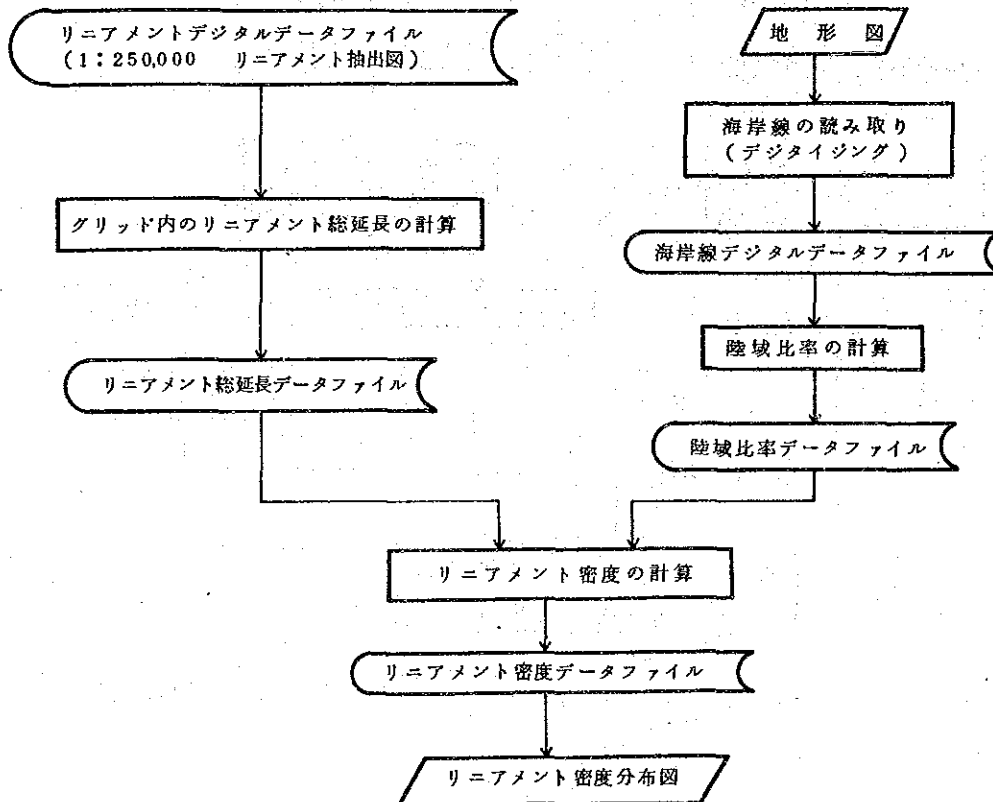 リニアメントデジタルデータファイル
(1:250,000 リニアメント抽出図)
グリッド内のリニアメント総延長の計算
リニアメント総延長データファイル
地形図
海岸線の読み取り
(デジタイジング)
海岸線デジタルデータファイル
陸域比率の計算
陸域比率データファイル
リニアメント密度の計算
リニアメント密度データファイル
リニアメント密度分布図